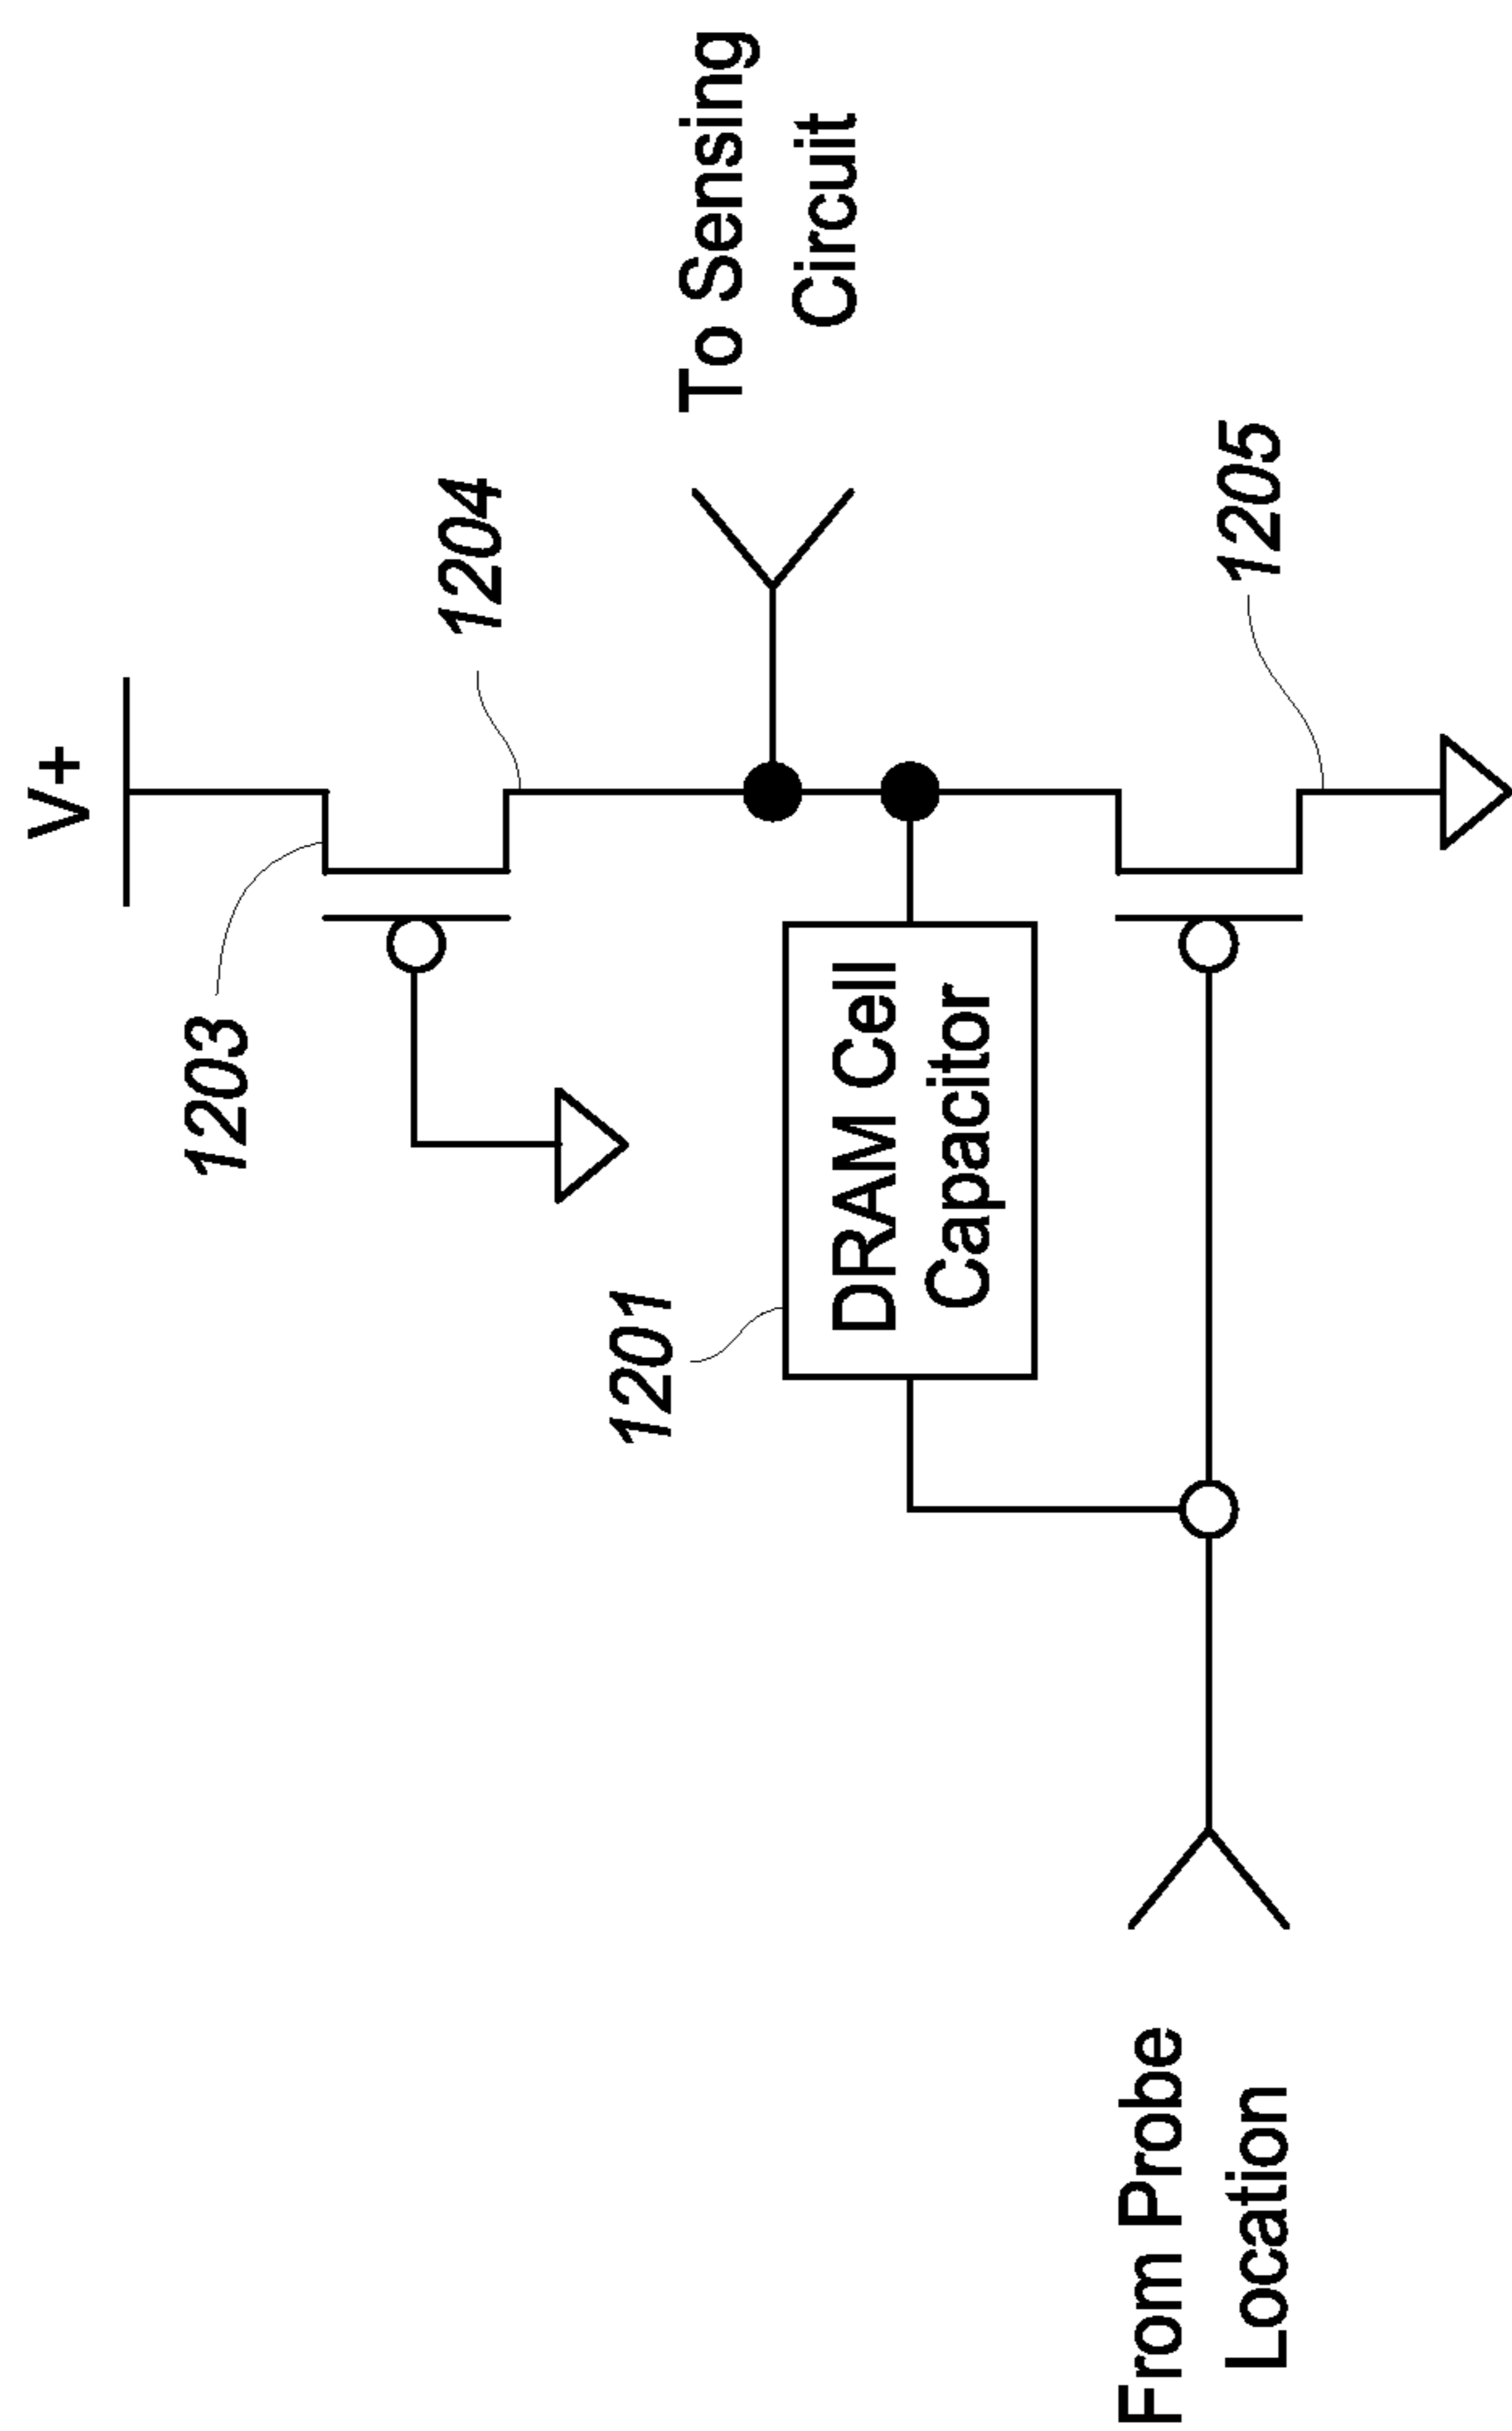 V+
1203
1204
To Sensing
Circuit
1201
DRAM Cell
Capacitor
1205
From Probe
Location